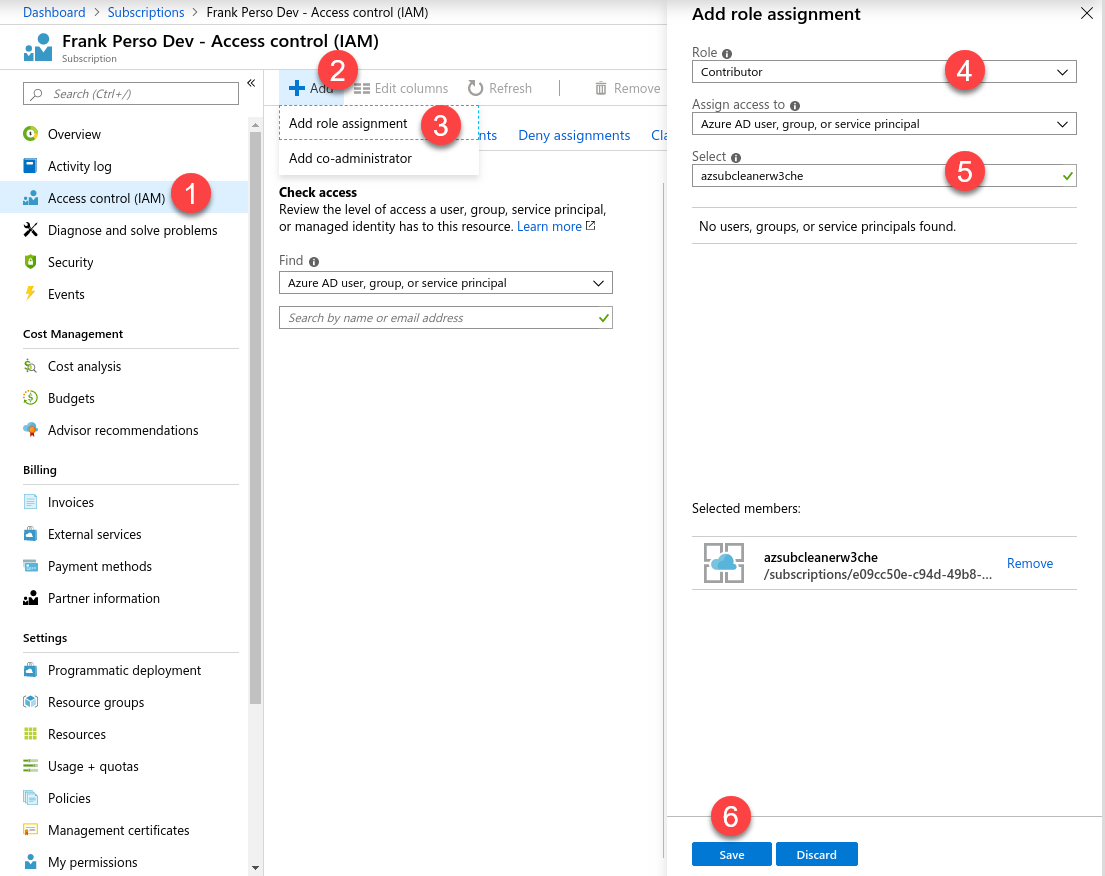 Dashboard > Subscriptions > Frank Perso Dev - Access control (IAM)
Frank Perso Dev - Access control (IAM)
Subscription
Search (Ctrl+/)
«
Overview
Activity log
Access control (IAM)
1
Diagnose and solve problems
Security
Events
Cost Management
Cost analysis
Budgets
Advisor recommendations
Billing
Invoices
External services
Payment methods
Partner information
Settings
Programmatic deployment
Resource groups
Resources
Usage + quotas
Policies
Management certificates
My permissions
2
Add
Edit columns
Refresh
Remove
Add role assignment
3
Add co-administrator
nts
Deny assignments
Cla
Check access
Review the level of access a user, group, service principal,
or managed identity has to this resource. Learn more
Find
Azure AD user, group, or service principal
Search by name or email address
Add role assignment
Role
Contributor
4
Assign access to
Azure AD user, group, or service principal
Select
azsubcleanerw3che
5
No users, groups, or service principals found.
Selected members:
azsubcleanerw3che
/subscriptions/e09cc50e-c94d-49b8-...
Remove
6
Save
Discard